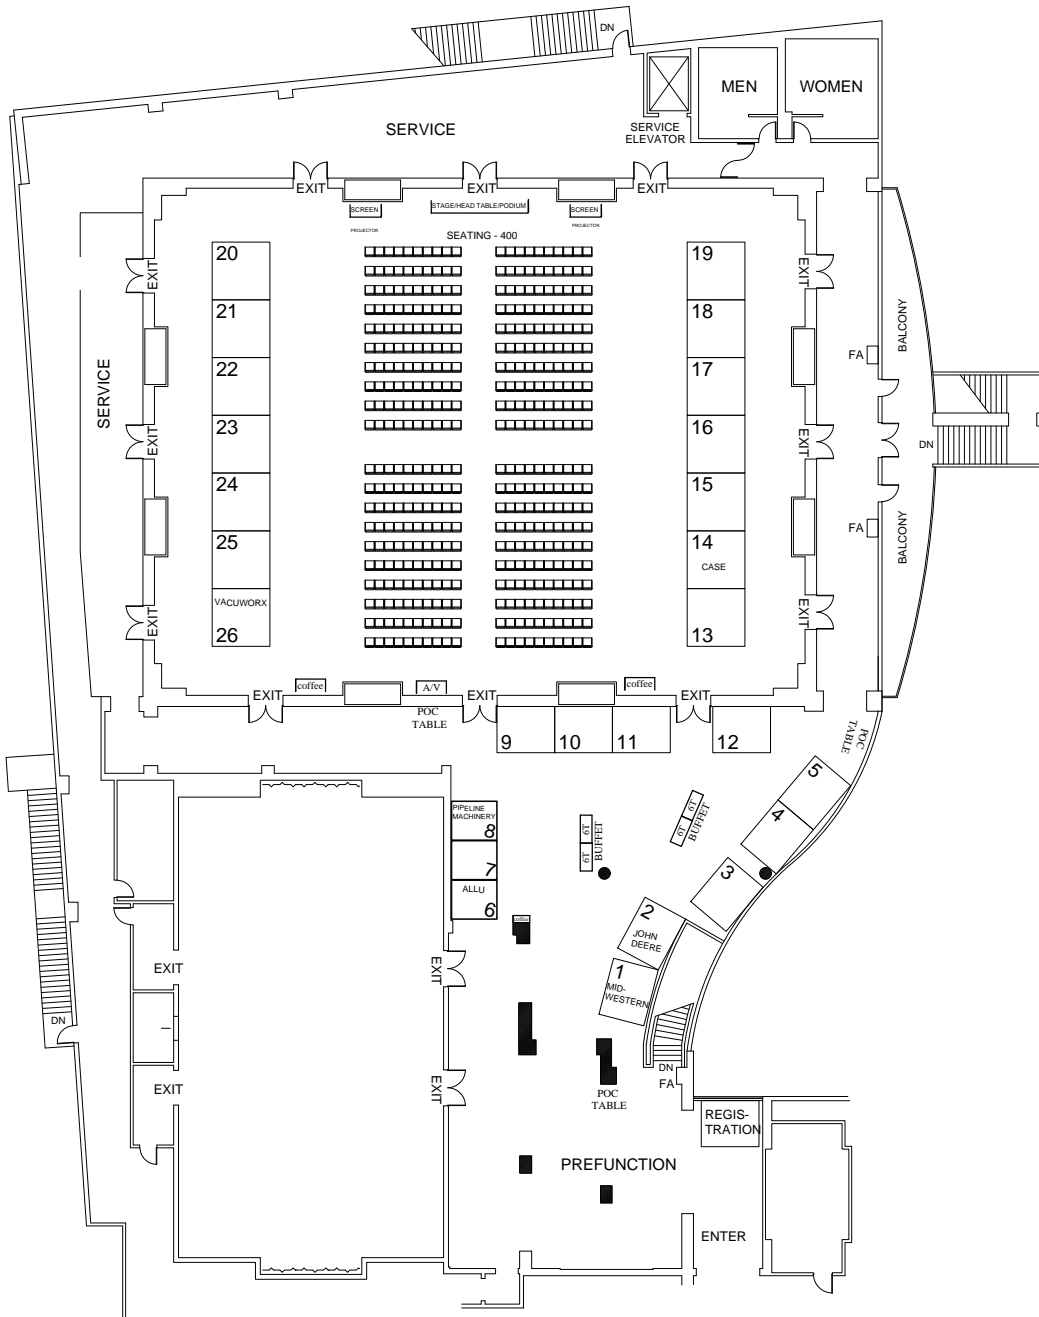 DN
MEN
WOMEN
SERVICE
SERVICE
ELEVATOR
EXIT
EXIT
EXIT
SCREEN
STAGE/HEAD TABLE/PODIUM
SCREEN
PROJECTOR
PROJECTOR
SEATING - 400
20
19
EXIT
EXIT
21
18
BALCONY
FA
SERVICE
22
17
23
16
EXIT
EXIT
DN
24
15
25
14
CASE
FA
BALCONY
VACUWORX
26
13
EXIT
EXIT
coffee
A/V
coffee
EXIT
EXIT
EXIT
POC
TABLE
9
10
11
12
POC
TABLE
5
PIPELINE
MACHINERY
8
6T
6T
BUFFET
6T
6T
BUFFET
4
7
3
ALLU
6
2
JOHN
DEERE
coffee
1
MID-
WESTERN
EXIT
EXIT
DN
DN
FA
EXIT
EXIT
POC
TABLE
REGIS-
TRATION
PREFUNCTION
ENTER